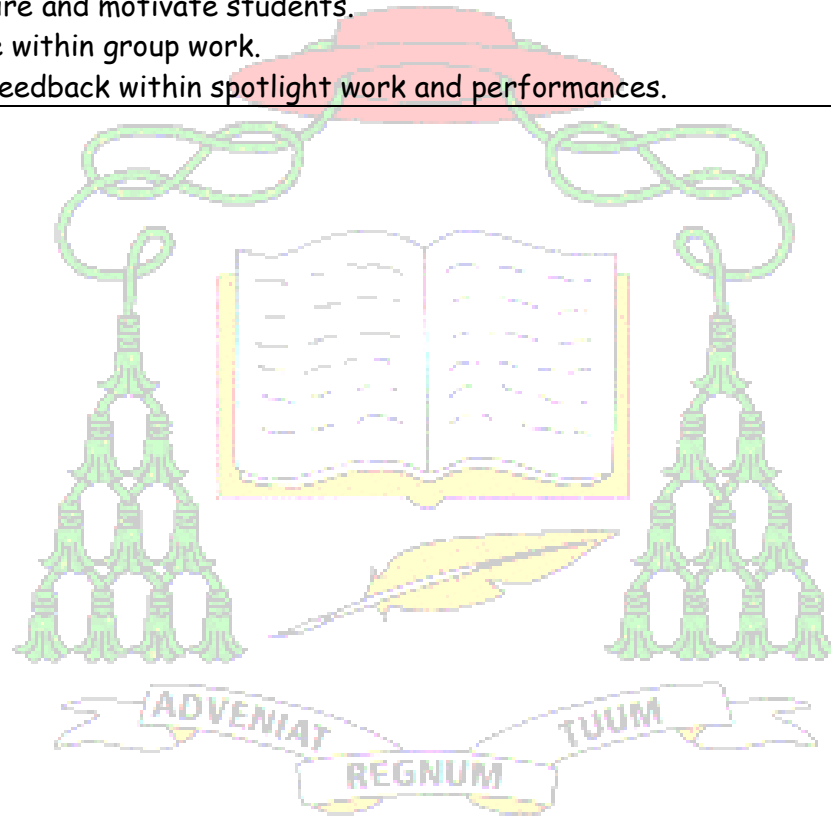 ire and motivate students.
e within group work.
eedback within spotlight work and performances.
ADVENIAT
REGNUM
TUUM